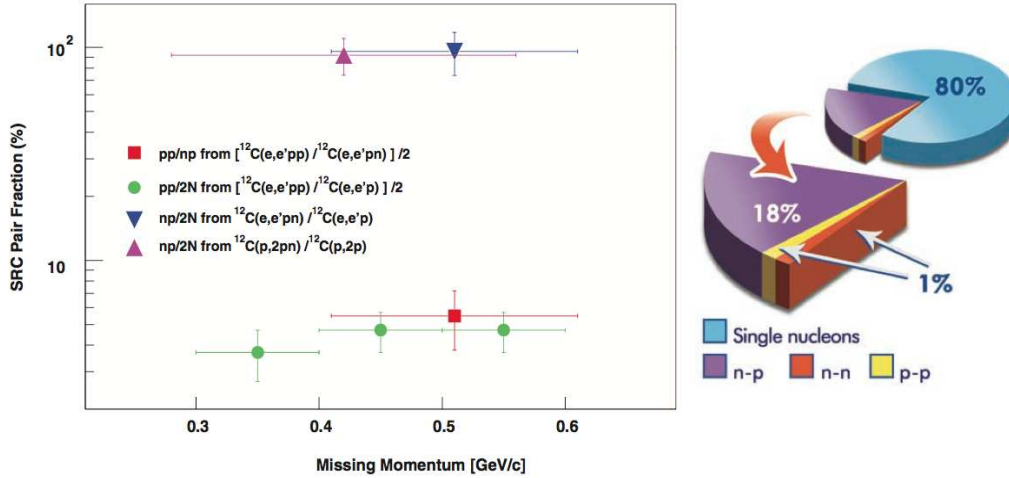 SRC Pair Fraction (%)
10²
10
pp/np from [¹²C(e,e'pp) /¹²C(e,e'pn) ] /2
pp/2N from [¹²C(e,e'pp) /¹²C(e,e'p) ] /2
np/2N from ¹²C(e,e'pn) /¹²C(e,e'p)
np/2N from ¹²C(p,2pn) /¹²C(p,2p)
0.3 0.4 0.5 0.6
Missing Momentum [GeV/c]
80%
18%
1%
Single nucleons
n-p n-n p-p